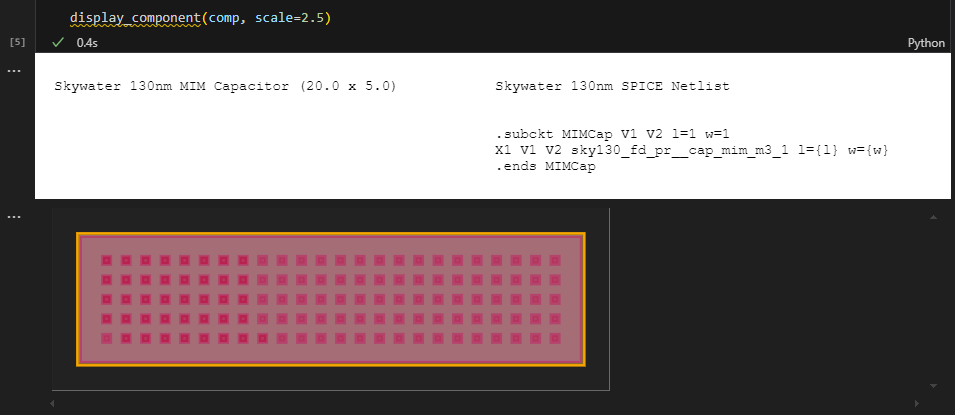 display_component(comp, scale=2.5)
[5]
0.4s
Python
...
Skywater 130nm MIM Capacitor (20.0 x 5.0)
Skywater 130nm SPICE Netlist
.subckt MIMCap V1 V2 l=1 w=1
X1 V1 V2 sky130_fd_pr__cap_mim_m3_1 l={l} w={w}
.ends MIMCap
...